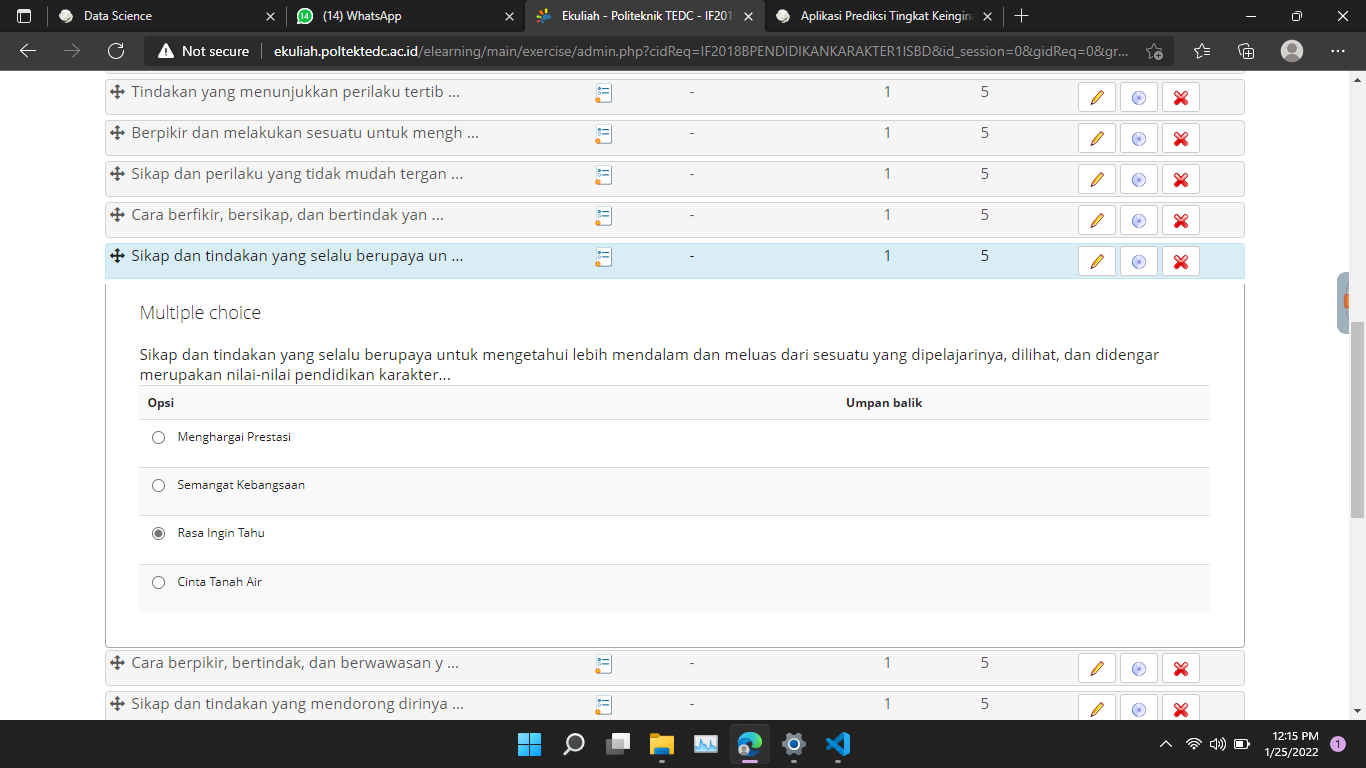 Data Science
(14) WhatsApp
Ekuliah - Politeknik TEDC - IF201
Aplikasi Prediksi Tingkat Keingin
Not secure
ekuliah.poltektedc.ac.id/elearning/main/exercise/admin.php?cidReq=IF2018BPENDIDIKANKARAKTER1ISBD&id_session=0&gidReq=0&gr...
Tindakan yang menunjukkan perilaku tertib ... - 1 5
Berpikir dan melakukan sesuatu untuk mengh ... - 1 5
Sikap dan perilaku yang tidak mudah tergan ... - 1 5
Cara berfikir, bersikap, dan bertindak yan ... - 1 5
Sikap dan tindakan yang selalu berupaya un ... - 1 5
Multiple choice
Sikap dan tindakan yang selalu berupaya untuk mengetahui lebih mendalam dan meluas dari sesuatu yang dipelajarinya, dilihat, dan didengar
merupakan nilai-nilai pendidikan karakter...
Opsi Umpan balik
Menghargai Prestasi
Semangat Kebangsaan
Rasa Ingin Tahu
Cinta Tanah Air
Cara berpikir, bertindak, dan berwawasan y ... - 1 5
Sikap dan tindakan yang mendorong dirinya ... - 1 5
12:15 PM
1/25/2022
1